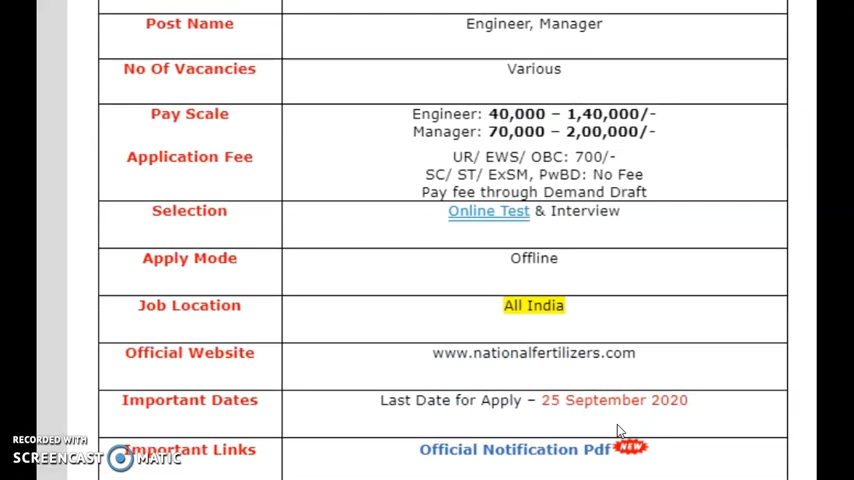 Post Name
Engineer, Manager
No Of Vacancies
Various
Pay Scale
Engineer: 40,000 – 1,40,000/-
Manager: 70,000 – 2,00,000/-
Application Fee
UR/ EWS/ OBC: 700/-
SC/ ST/ ExSM, PwBD: No Fee
Pay fee through Demand Draft
Selection
Online Test & Interview
Apply Mode
Offline
Job Location
All India
Official Website
www.nationalfertilizers.com
Important Dates
Last Date for Apply – 25 September 2020
Important Links
Official Notification Pdf NEW
RECORDED WITH
SCREENCAST MATIC